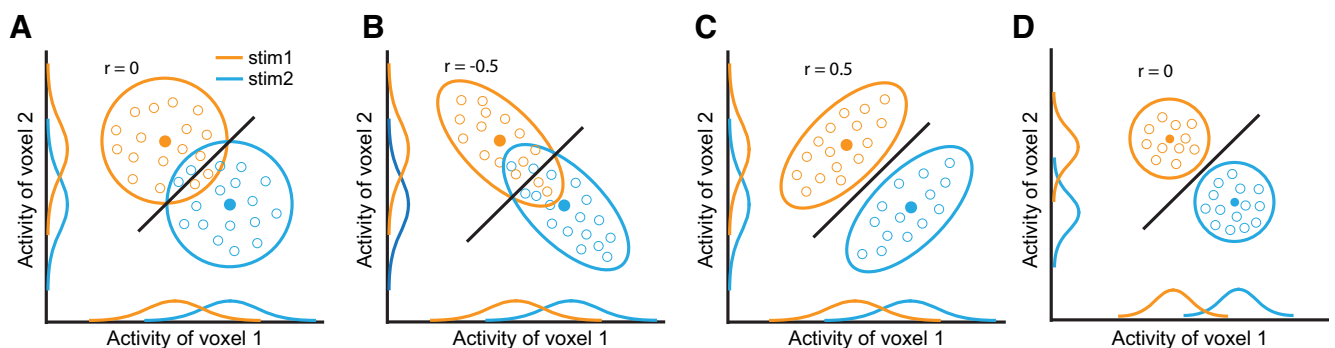 A
r = 0
stim1
stim2
Activity of voxel 2
Activity of voxel 1
B
r = -0.5
Activity of voxel 2
Activity of voxel 1
C
r = 0.5
Activity of voxel 2
Activity of voxel 1
D
r = 0
Activity of voxel 2
Activity of voxel 1